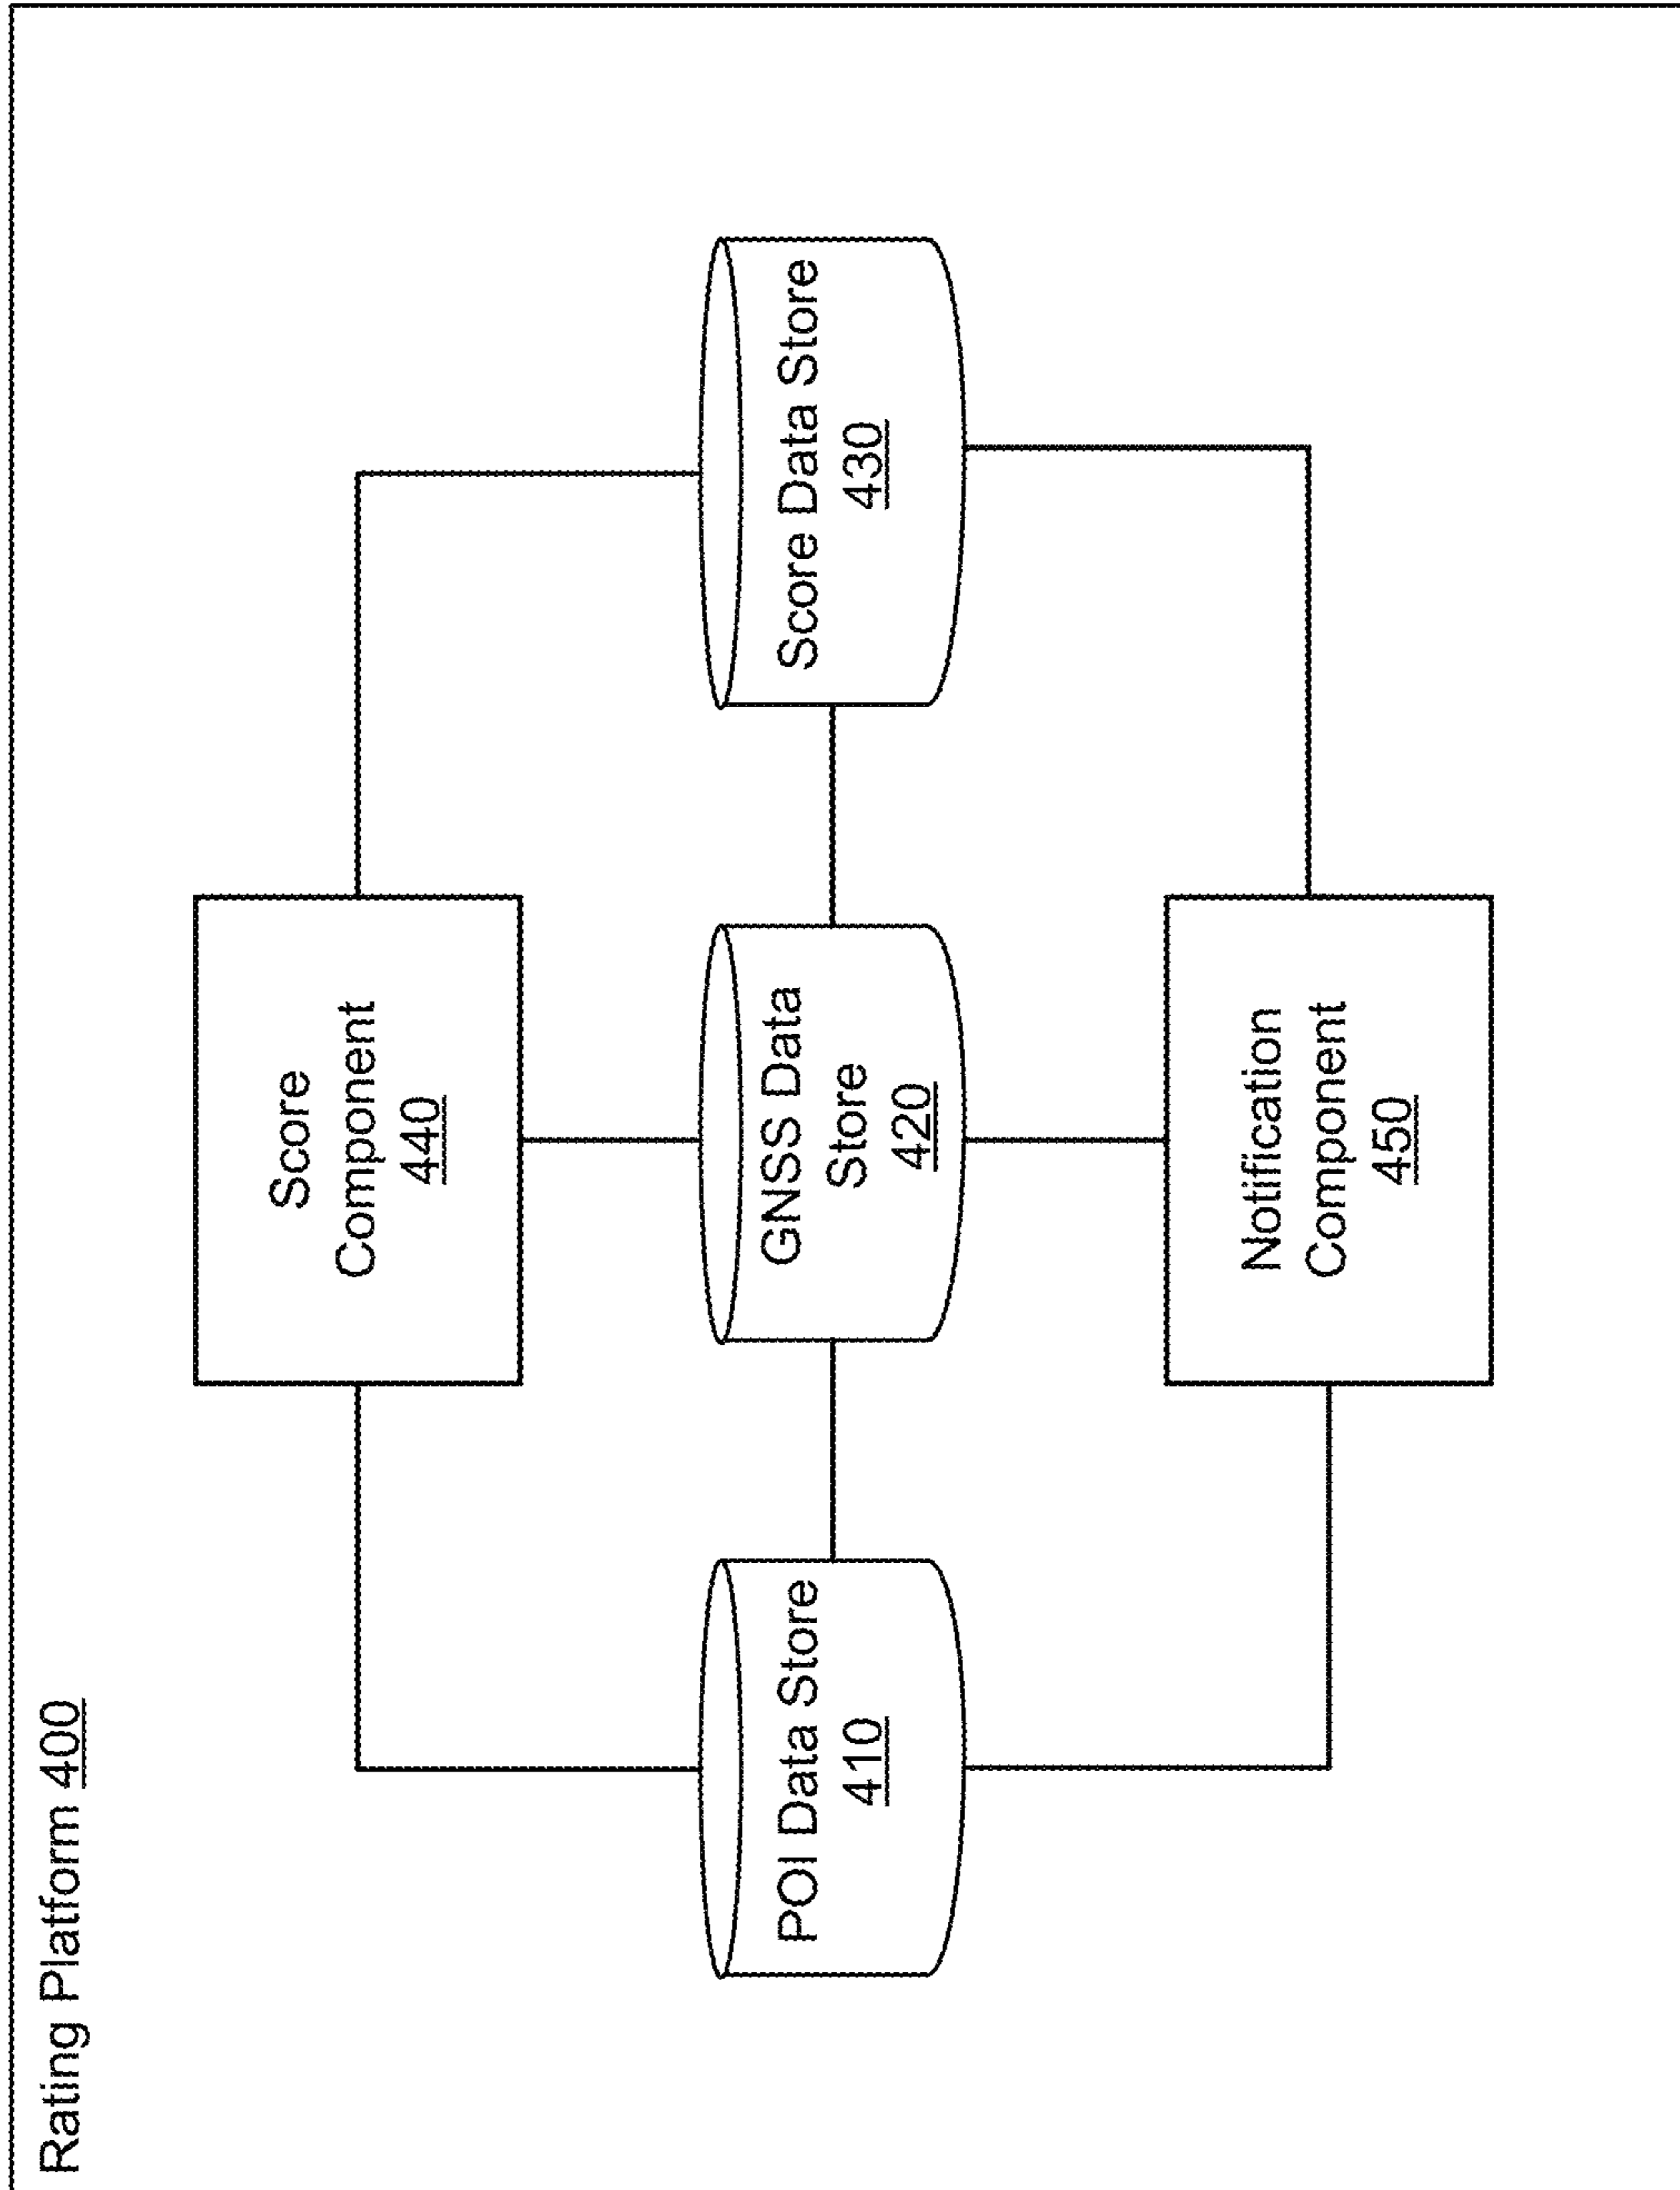 Rating Platform 400
Score
Component
440
POI Data Store
410
GNSS Data
Store
420
Score Data Store
430
Notification
Component
450